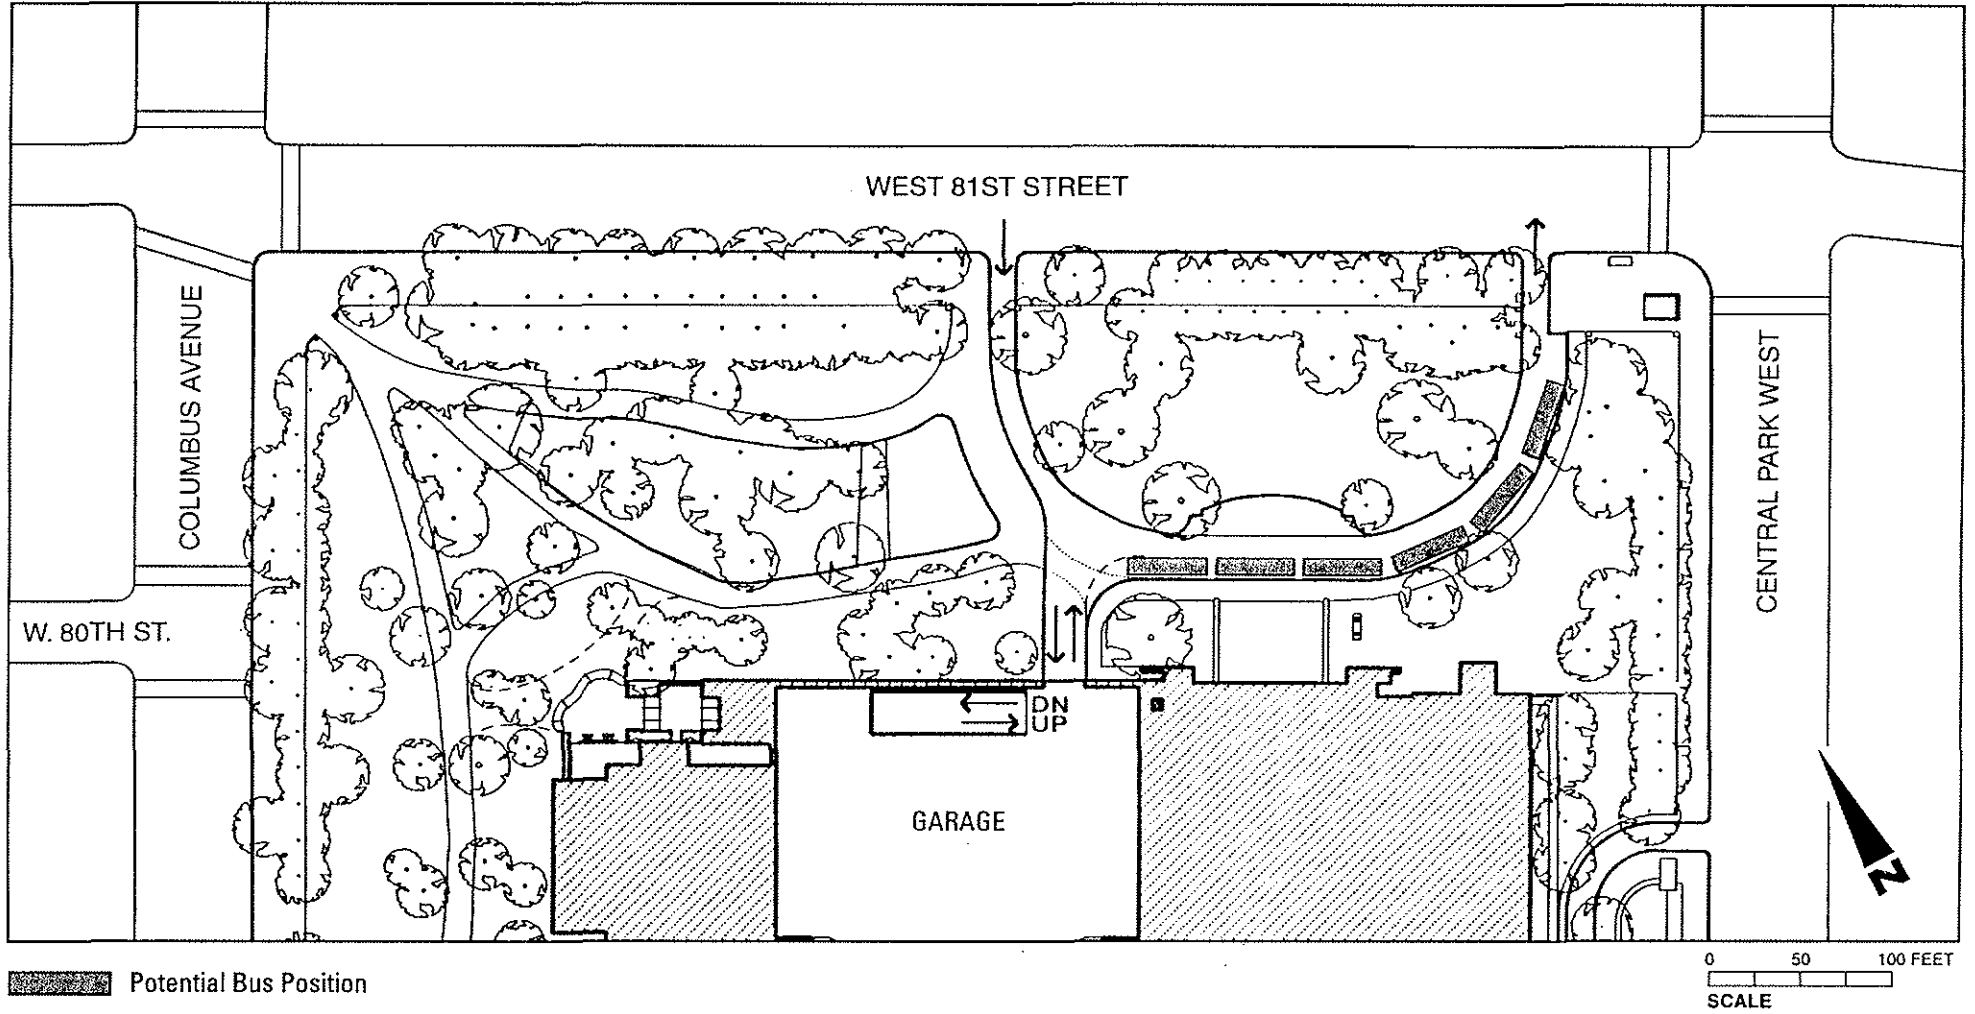 WEST 81ST STREET
COLUMBUS AVENUE
CENTRAL PARK WEST
W. 80TH ST.
DN
UP
GARAGE
N
Potential Bus Position
0 50 100 FEET
SCALE